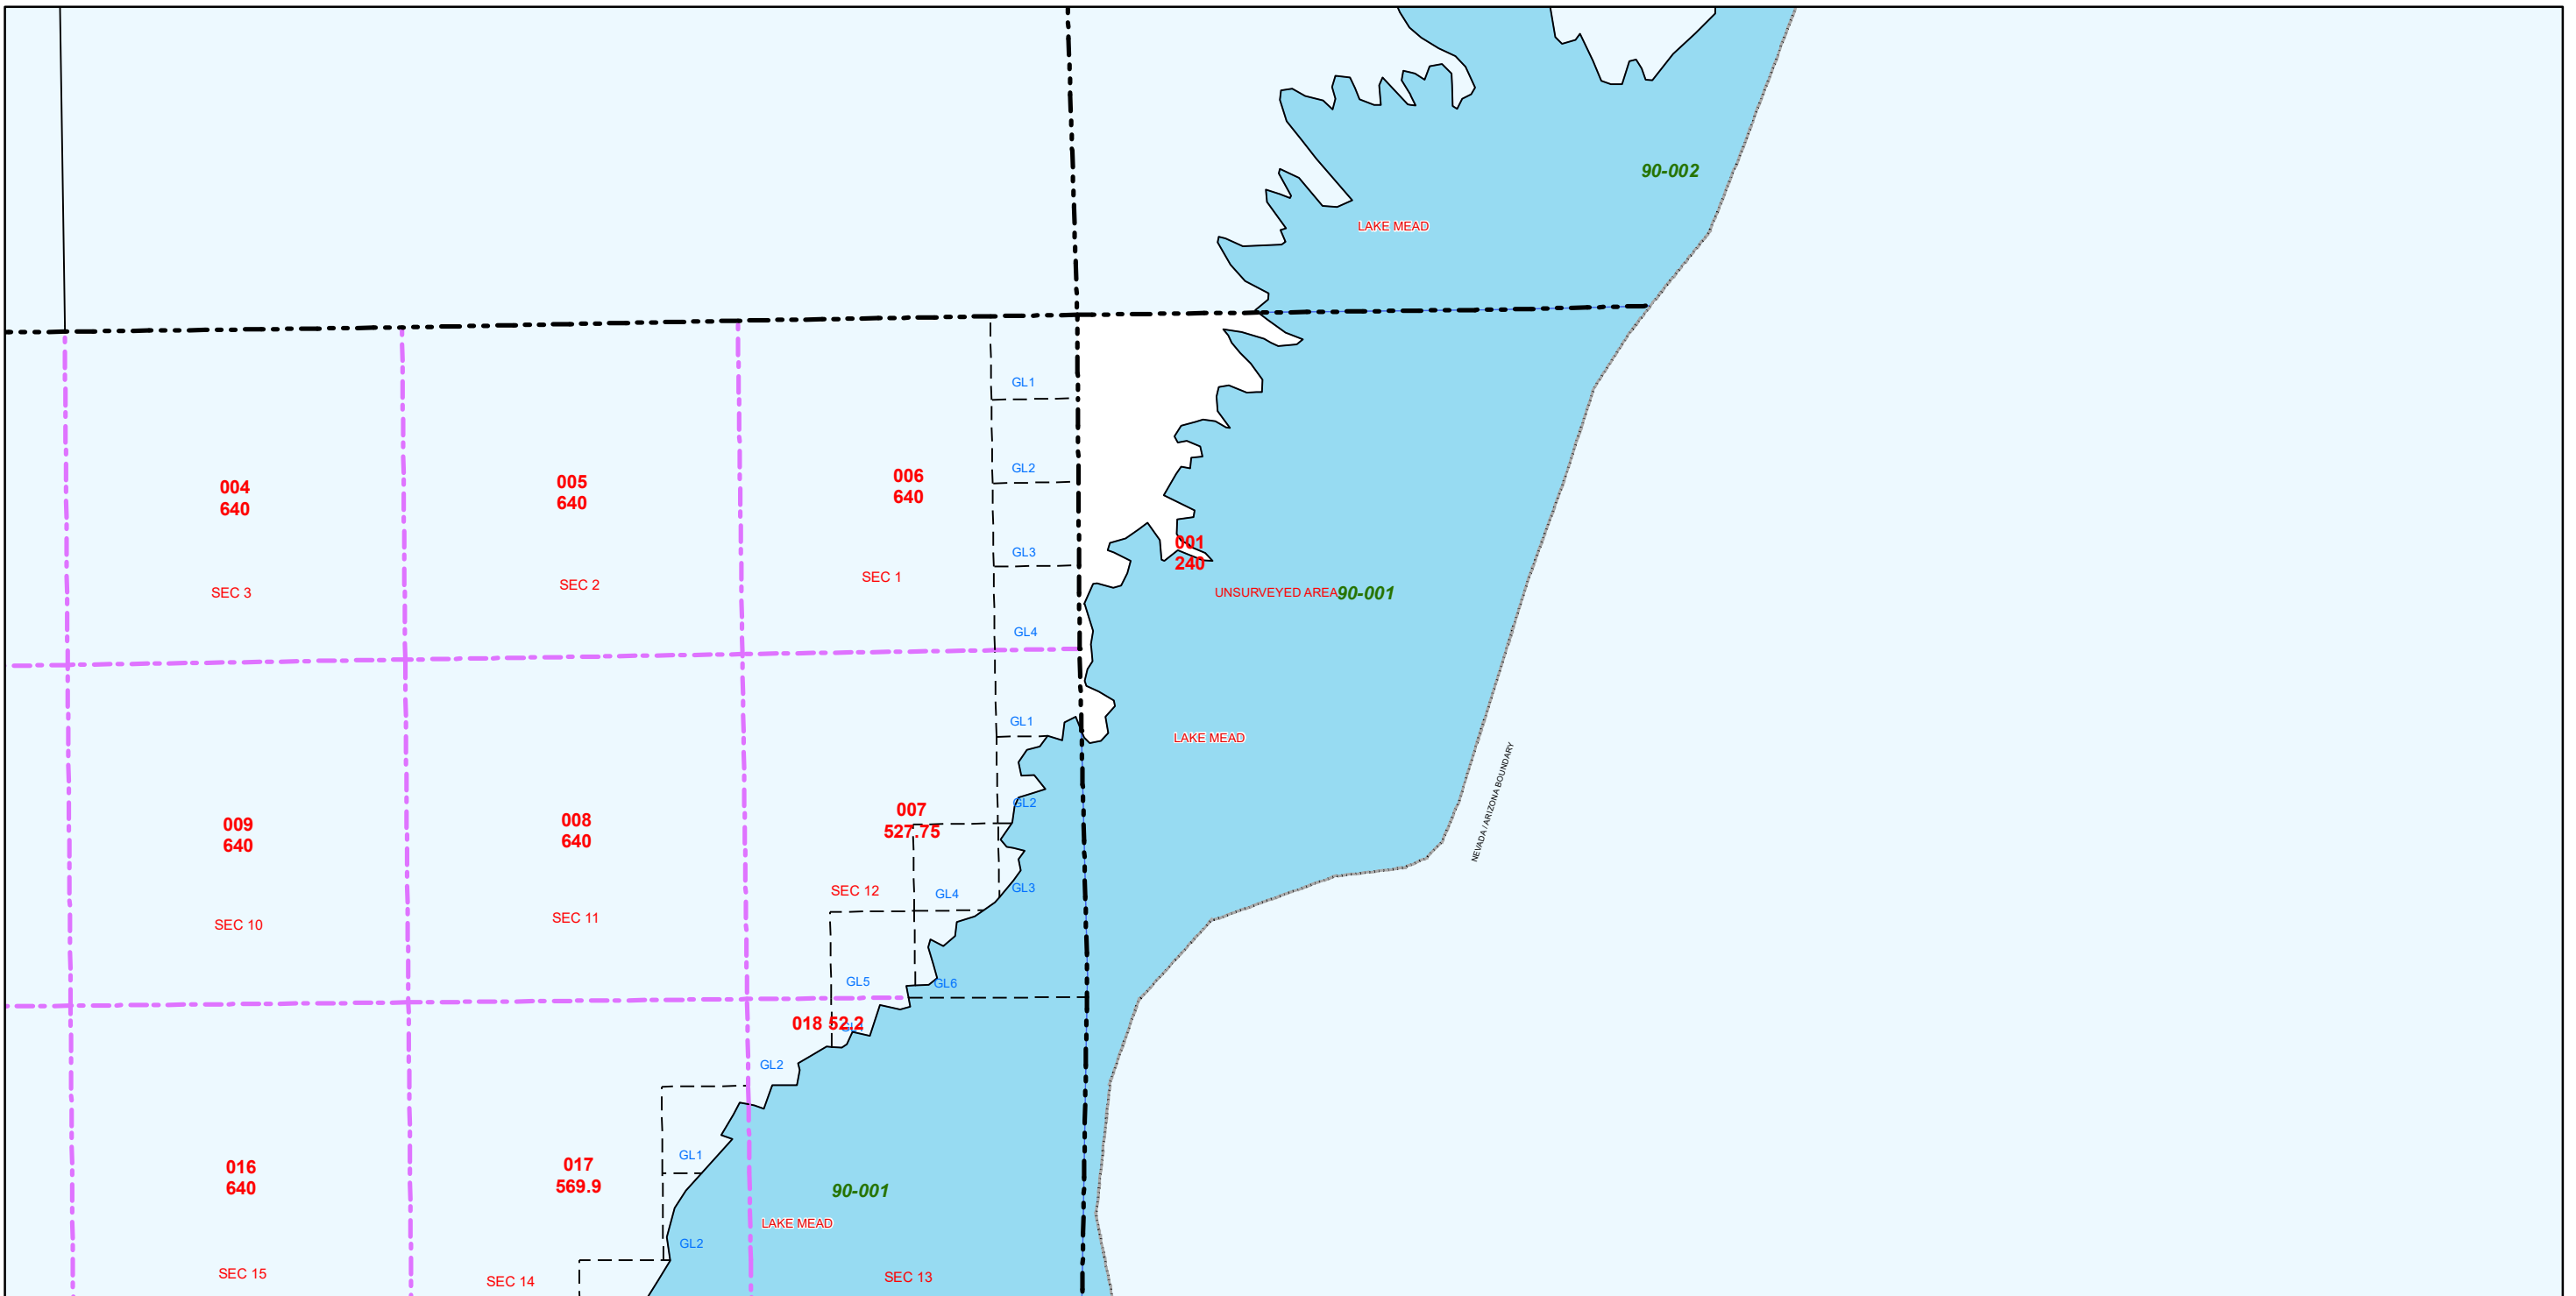 90-002
LAKE MEAD
GL1
GL2
004
640
005
640
006
640
GL3
001
240
SEC 3
SEC 2
SEC 1
UNSURVEYED AREA
90-001
GL4
GL1
LAKE MEAD
NEVADA / ARIZONA BOUNDARY
GL2
009
640
008
640
007
527.75
SEC 12
GL4
GL3
SEC 10
SEC 11
GL5
GL6
018 52.2
GL2
GL1
016
640
017
569.9
90-001
LAKE MEAD
GL2
SEC 15
SEC 14
SEC 13